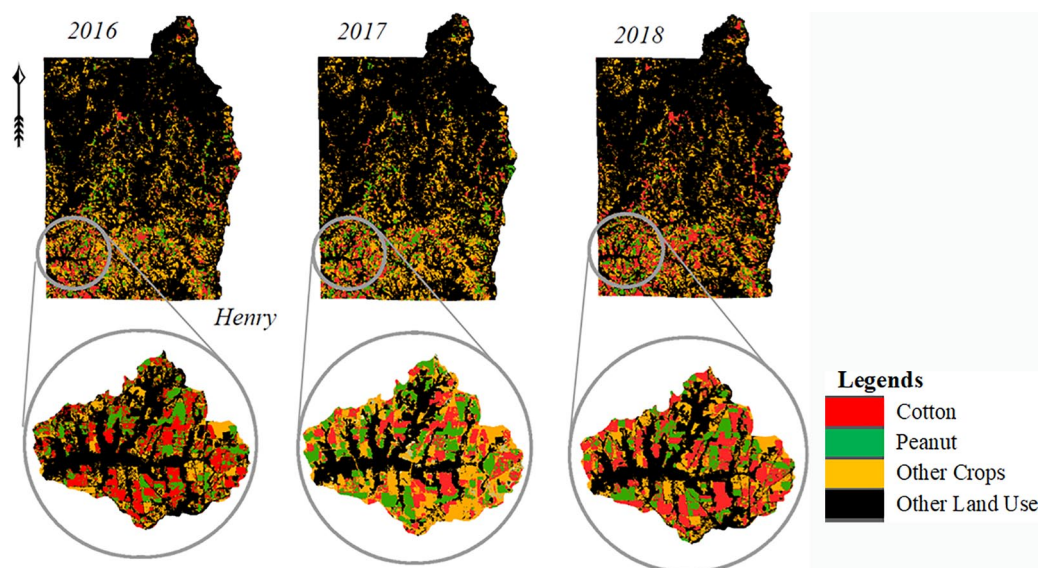 2016
2017
2018
Henry
Legends
Cotton
Peanut
Other Crops
Other Land Use